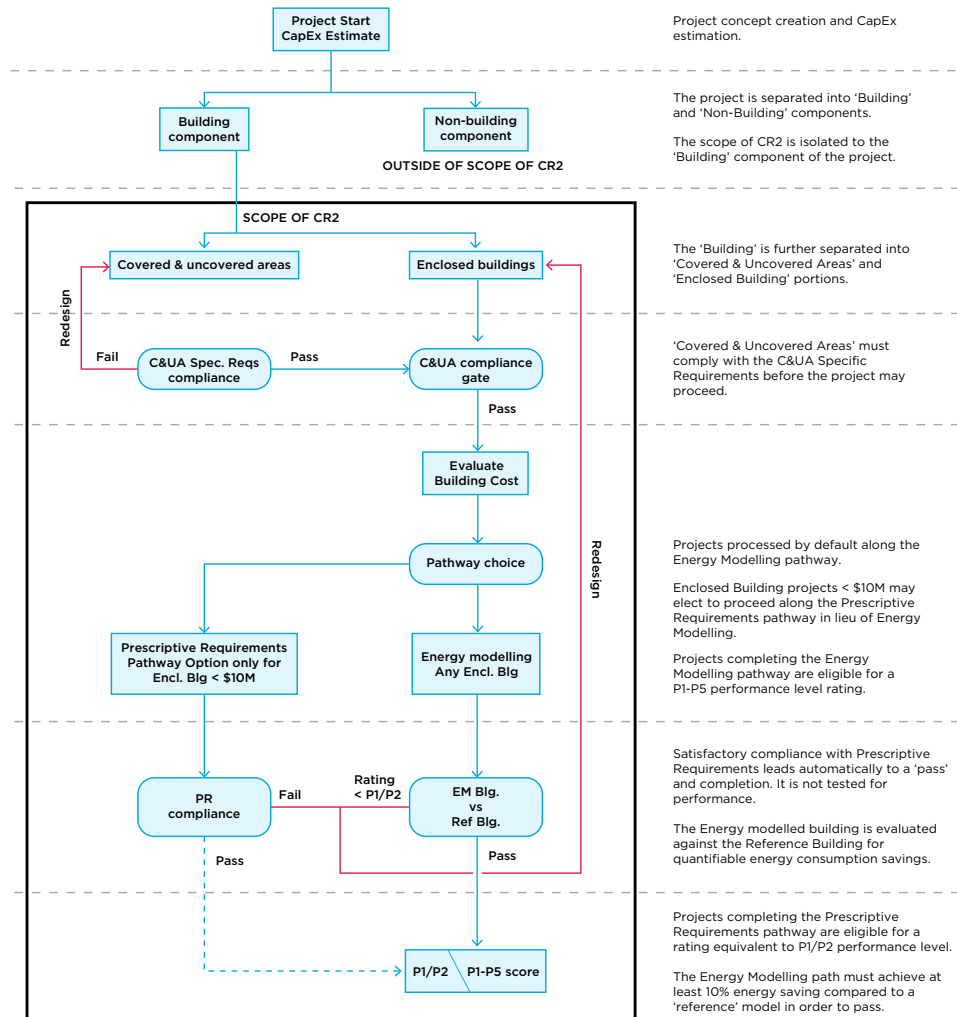 Project Start
CapEx Estimate
Project concept creation and CapEx
estimation.
Building
component
Non-building
component
OUTSIDE OF SCOPE OF CR2
The project is separated into ‘Building’
and ‘Non-Building’ components.
The scope of CR2 is isolated to the
‘Building’ component of the project.
SCOPE OF CR2
Covered & uncovered areas
Enclosed buildings
The ‘Building’ is further separated into
‘Covered & Uncovered Areas’ and
‘Enclosed Building’ portions.
Redesign
Fail
C&UA Spec. Reqs
compliance
Pass
C&UA compliance
gate
Pass
‘Covered & Uncovered Areas’ must
comply with the C&UA Specific
Requirements before the project may
proceed.
Evaluate
Building Cost
Pathway choice
Redesign
Prescriptive Requirements
Pathway Option only for
Encl. Blg < $10M
Energy modelling
Any Encl. Blg
Projects processed by default along the
Energy Modelling pathway.
Enclosed Building projects < $10M may
elect to proceed along the Prescriptive
Requirements pathway in lieu of Energy
Modelling.
Projects completing the Energy
Modelling pathway are eligible for a
P1-P5 performance level rating.
PR
compliance
Fail
Rating
< P1/P2
EM Blg.
vs
Ref Blg.
Pass
Pass
Satisfactory compliance with Prescriptive
Requirements leads automatically to a ‘pass’
and completion. It is not tested for
performance.
The Energy modelled building is evaluated
against the Reference Building for
quantifiable energy consumption savings.
P1/P2
P1-P5 score
Projects completing the Prescriptive
Requirements pathway are eligible for a
rating equivalent to P1/P2 performance level.
The Energy Modelling path must achieve at
least 10% energy saving compared to a
‘reference’ model in order to pass.